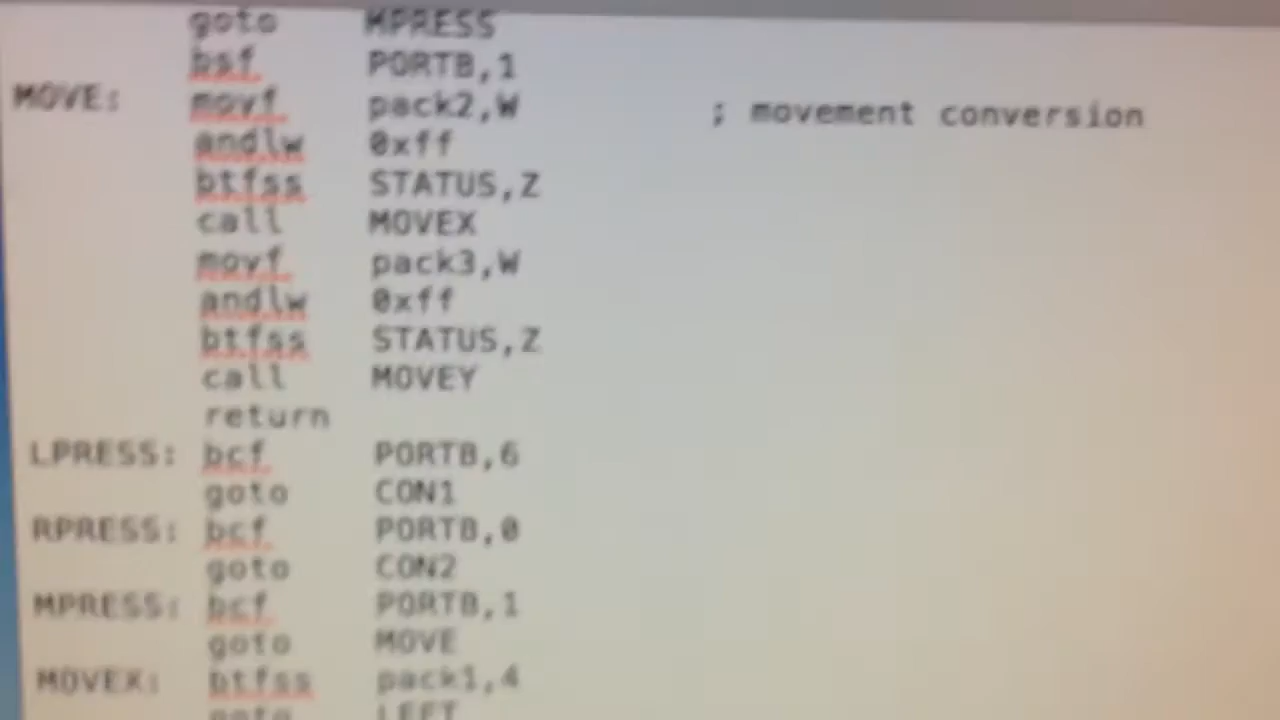 goto MPRESS
bsf PORTB,1
MOVE: movf pack2,W ; movement conversion
andlw 0xff
btfss STATUS,Z
call MOVEX
movf pack3,W
andlw 0xff
btfss STATUS,Z
call MOVEY
return
LPRESS: bcf PORTB,6
goto CON1
RPRESS: bcf PORTB,0
goto CON2
MPRESS: bcf PORTB,1
goto MOVE
MOVEX: btfss pack1,4
goto LEFT